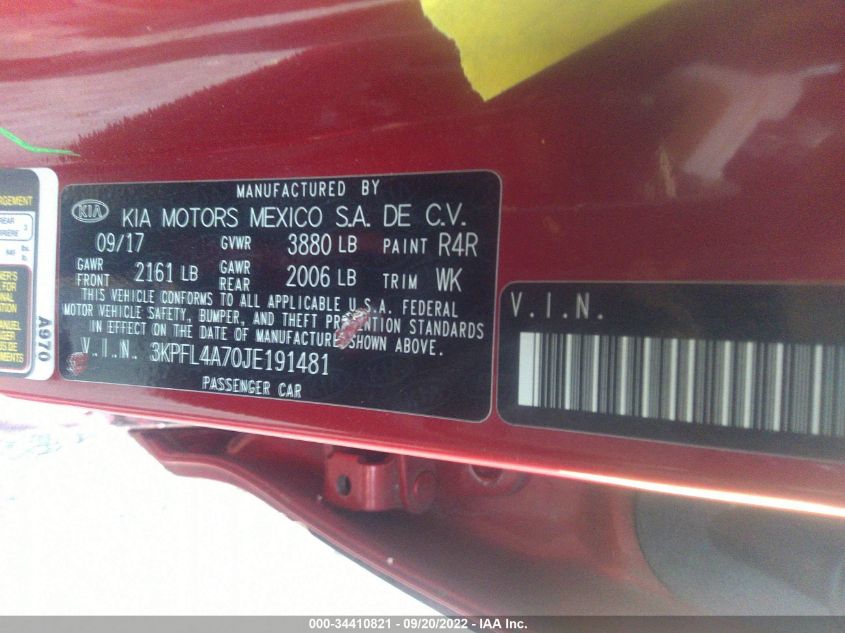 MANUFACTURED BY
KIA KIA MOTORS MEXICO S.A. DE C.V.
09/17 GVWR 3880 LB PAINT R4R
GAWR FRONT 2161 LB GAWR REAR 2006 LB TRIM WK
THIS VEHICLE CONFORMS TO ALL APPLICABLE U.S.A. FEDERAL
MOTOR VEHICLE SAFETY, BUMPER, AND THEFT PREVENTION STANDARDS
IN EFFECT ON THE DATE OF MANUFACTURE SHOWN ABOVE.
V.I.N. 3KPFL4A70JE191481
PASSENGER CAR
V.I.N.
REAR
3
lbs.
A970
000-34410821 - 09/20/2022 - IAA Inc.